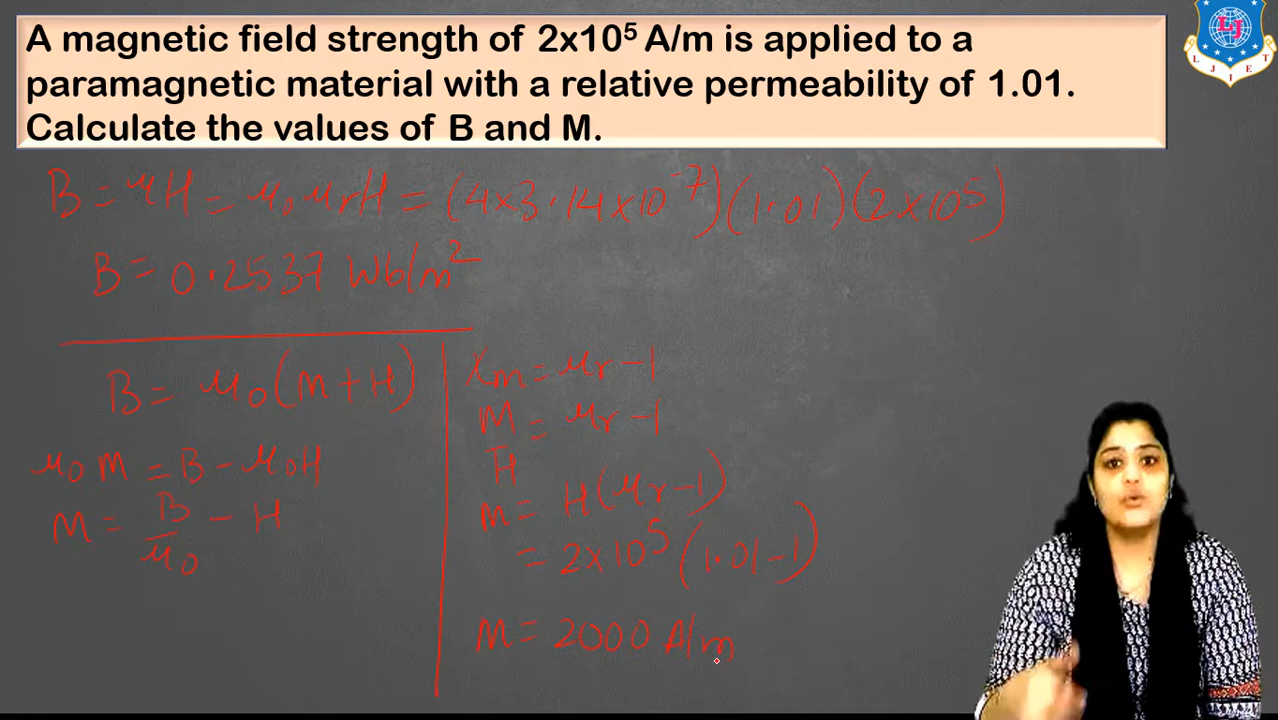 A magnetic field strength of 2x10⁵ A/m is applied to a
paramagnetic material with a relative permeability of 1.01.
Calculate the values of B and M.
LJ
LJIET
B = μH = μ₀μᵣH = (4×3.14×10⁻⁷)(1.01)(2×10⁵)
B = 0.2537 Wb/m²
B = μ₀(M+H)
μ₀M = B - μ₀H
M = B/μ₀ - H
χm = μr - 1
M/H = μr - 1
M = H(μr-1)
= 2×10⁵(1.01-1)
M = 2000 A/m